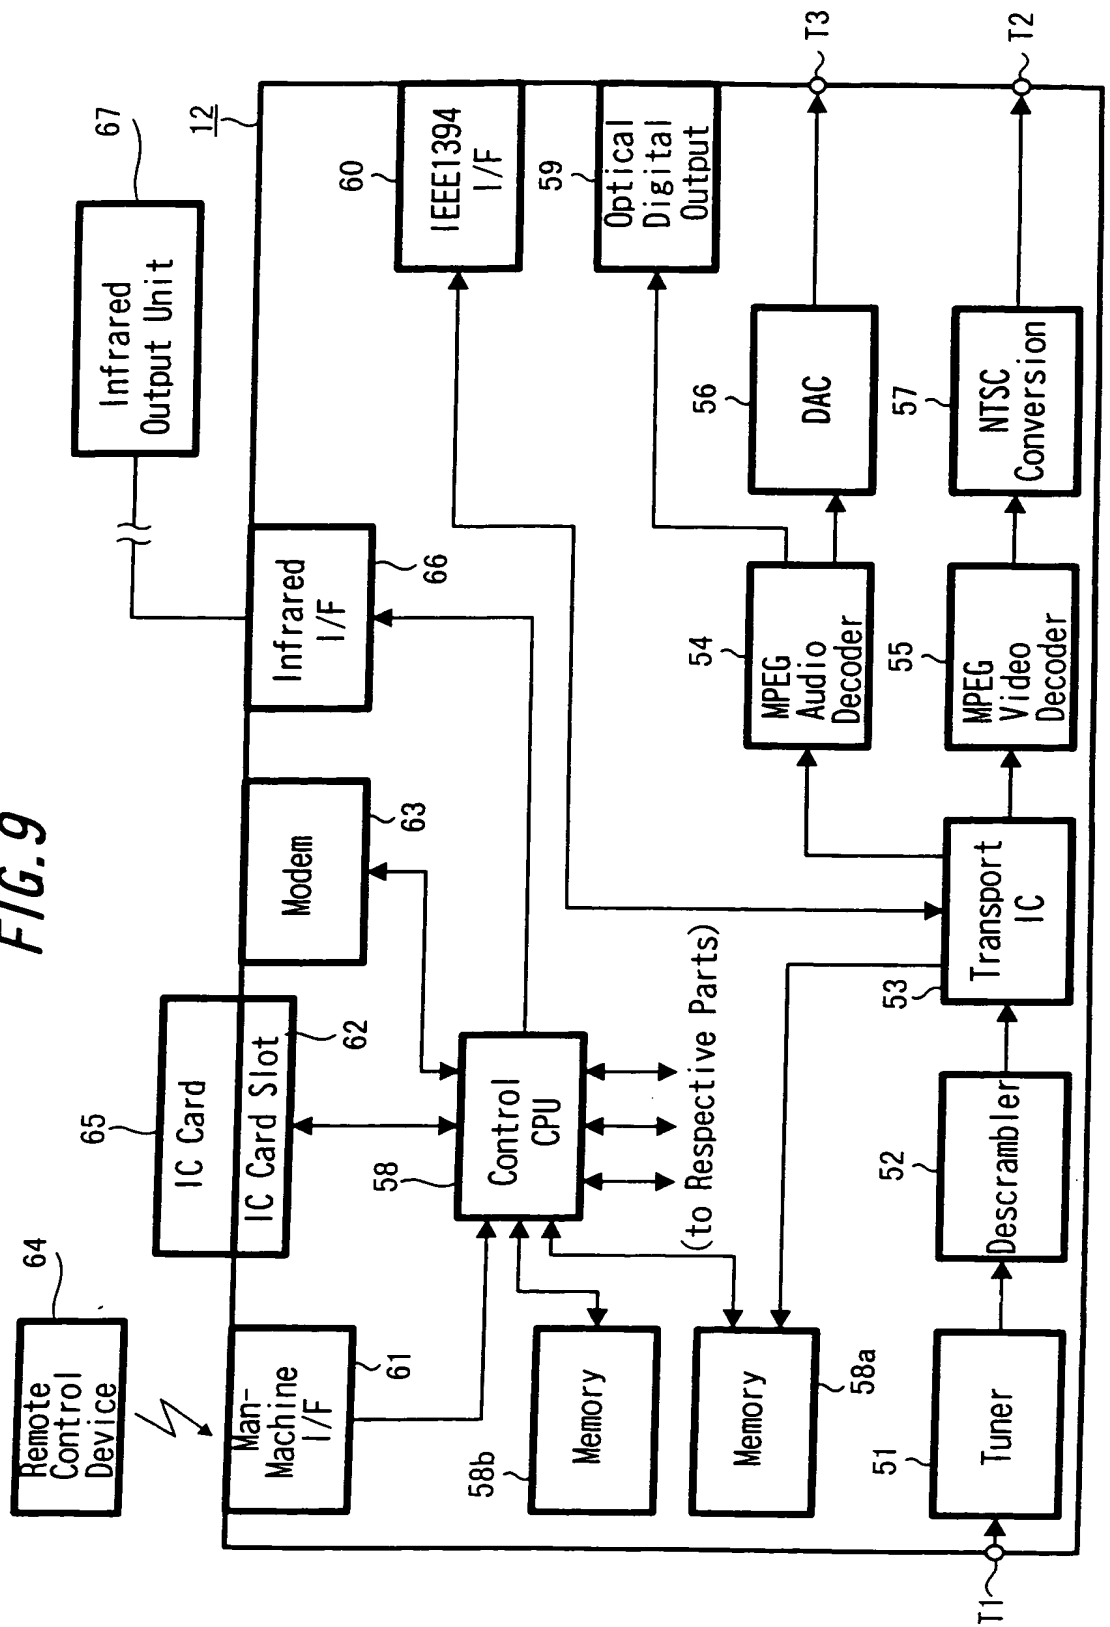 FIG.9
64
Remote
Control
Device
65
IC Card
IC Card Slot
62
67
Infrared
Output Unit
12
Man-
Machine
I/F
61
Modem
63
Infrared
I/F
66
60
IEEE1394
I/F
58
Control
CPU
59
Optical
Digital
Output
58b
Memory
(to Respective Parts)
Memory
58a
54
MPEG
Audio
Decoder
56
DAC
T3
T1
51
Tuner
52
Descrambler
53
Transport
IC
55
MPEG
Video
Decoder
57
NTSC
Conversion
T2